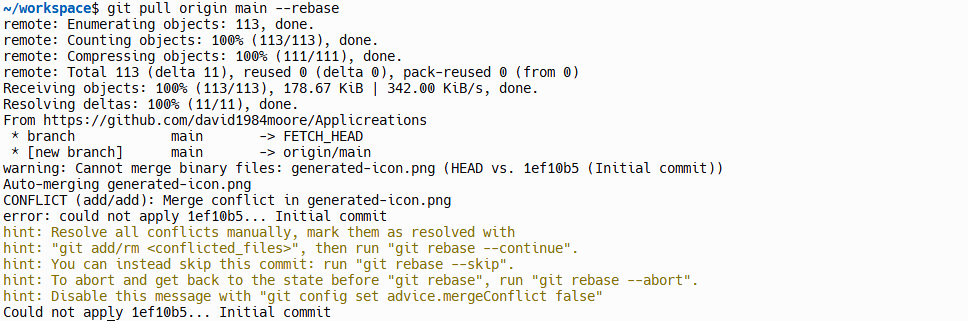 ~/workspace$ git pull origin main --rebase
remote: Enumerating objects: 113, done.
remote: Counting objects: 100% (113/113), done.
remote: Compressing objects: 100% (111/111), done.
remote: Total 113 (delta 11), reused 0 (delta 0), pack-reused 0 (from 0)
Receiving objects: 100% (113/113), 178.67 KiB | 342.00 KiB/s, done.
Resolving deltas: 100% (11/11), done.
From https://github.com/david1984moore/Applicreations
 * branch            main       -> FETCH_HEAD
 * [new branch]      main       -> origin/main
warning: Cannot merge binary files: generated-icon.png (HEAD vs. 1ef10b5 (Initial commit))
Auto-merging generated-icon.png
CONFLICT (add/add): Merge conflict in generated-icon.png
error: could not apply 1ef10b5... Initial commit
hint: Resolve all conflicts manually, mark them as resolved with
hint: "git add/rm <conflicted_files>", then run "git rebase --continue".
hint: You can instead skip this commit: run "git rebase --skip".
hint: To abort and get back to the state before "git rebase", run "git rebase --abort".
hint: Disable this message with "git config set advice.mergeConflict false"
Could not apply 1ef10b5... Initial commit